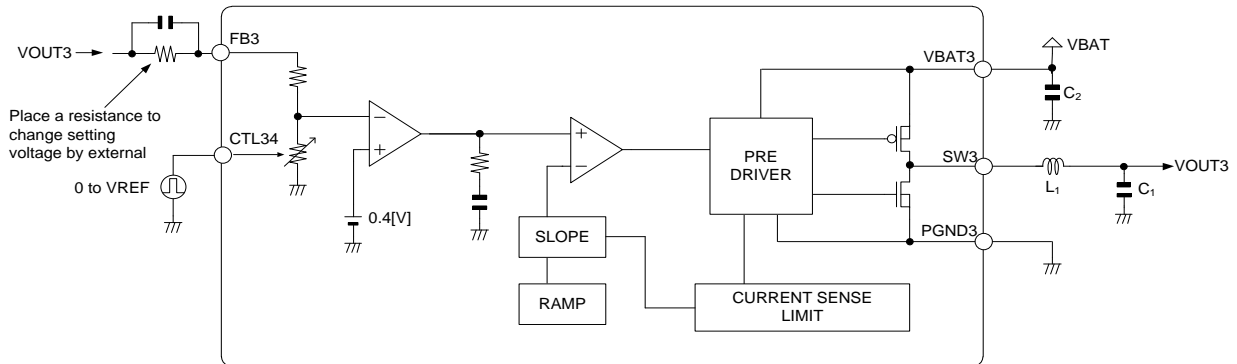 VOUT3
FB3
Place a resistance to
change setting
voltage by external
CTL34
0 to VREF
0.4[V]
SLOPE
RAMP
PRE
DRIVER
CURRENT SENSE
LIMIT
VBAT3
VBAT
C2
SW3
L1
VOUT3
C1
PGND3